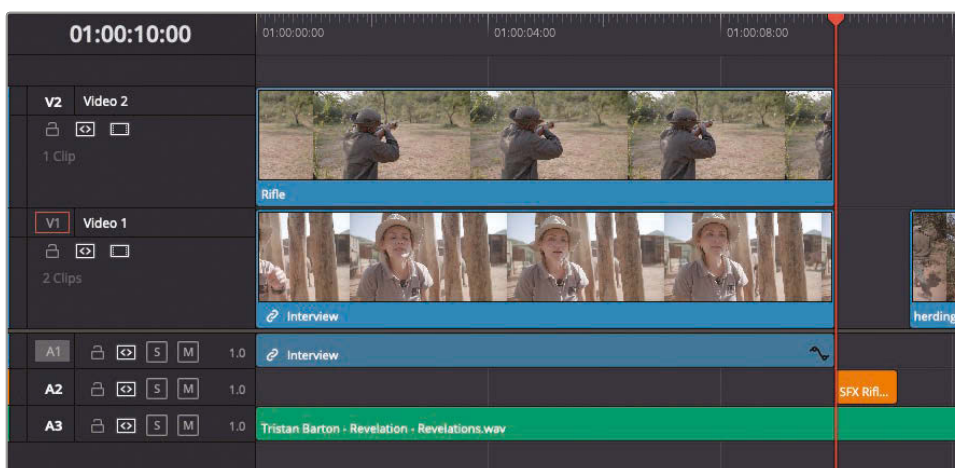 01:00:10:00
01:00:00:00 01:00:04:00 01:00:08:00
V2 Video 2
1 Clip
Rifle
V1 Video 1
2 Clips
Interview
herding
A1 S M 1.0 Interview
A2 S M 1.0 SFX Rifl...
A3 S M 1.0 Tristan Barton - Revelation - Revelations.wav